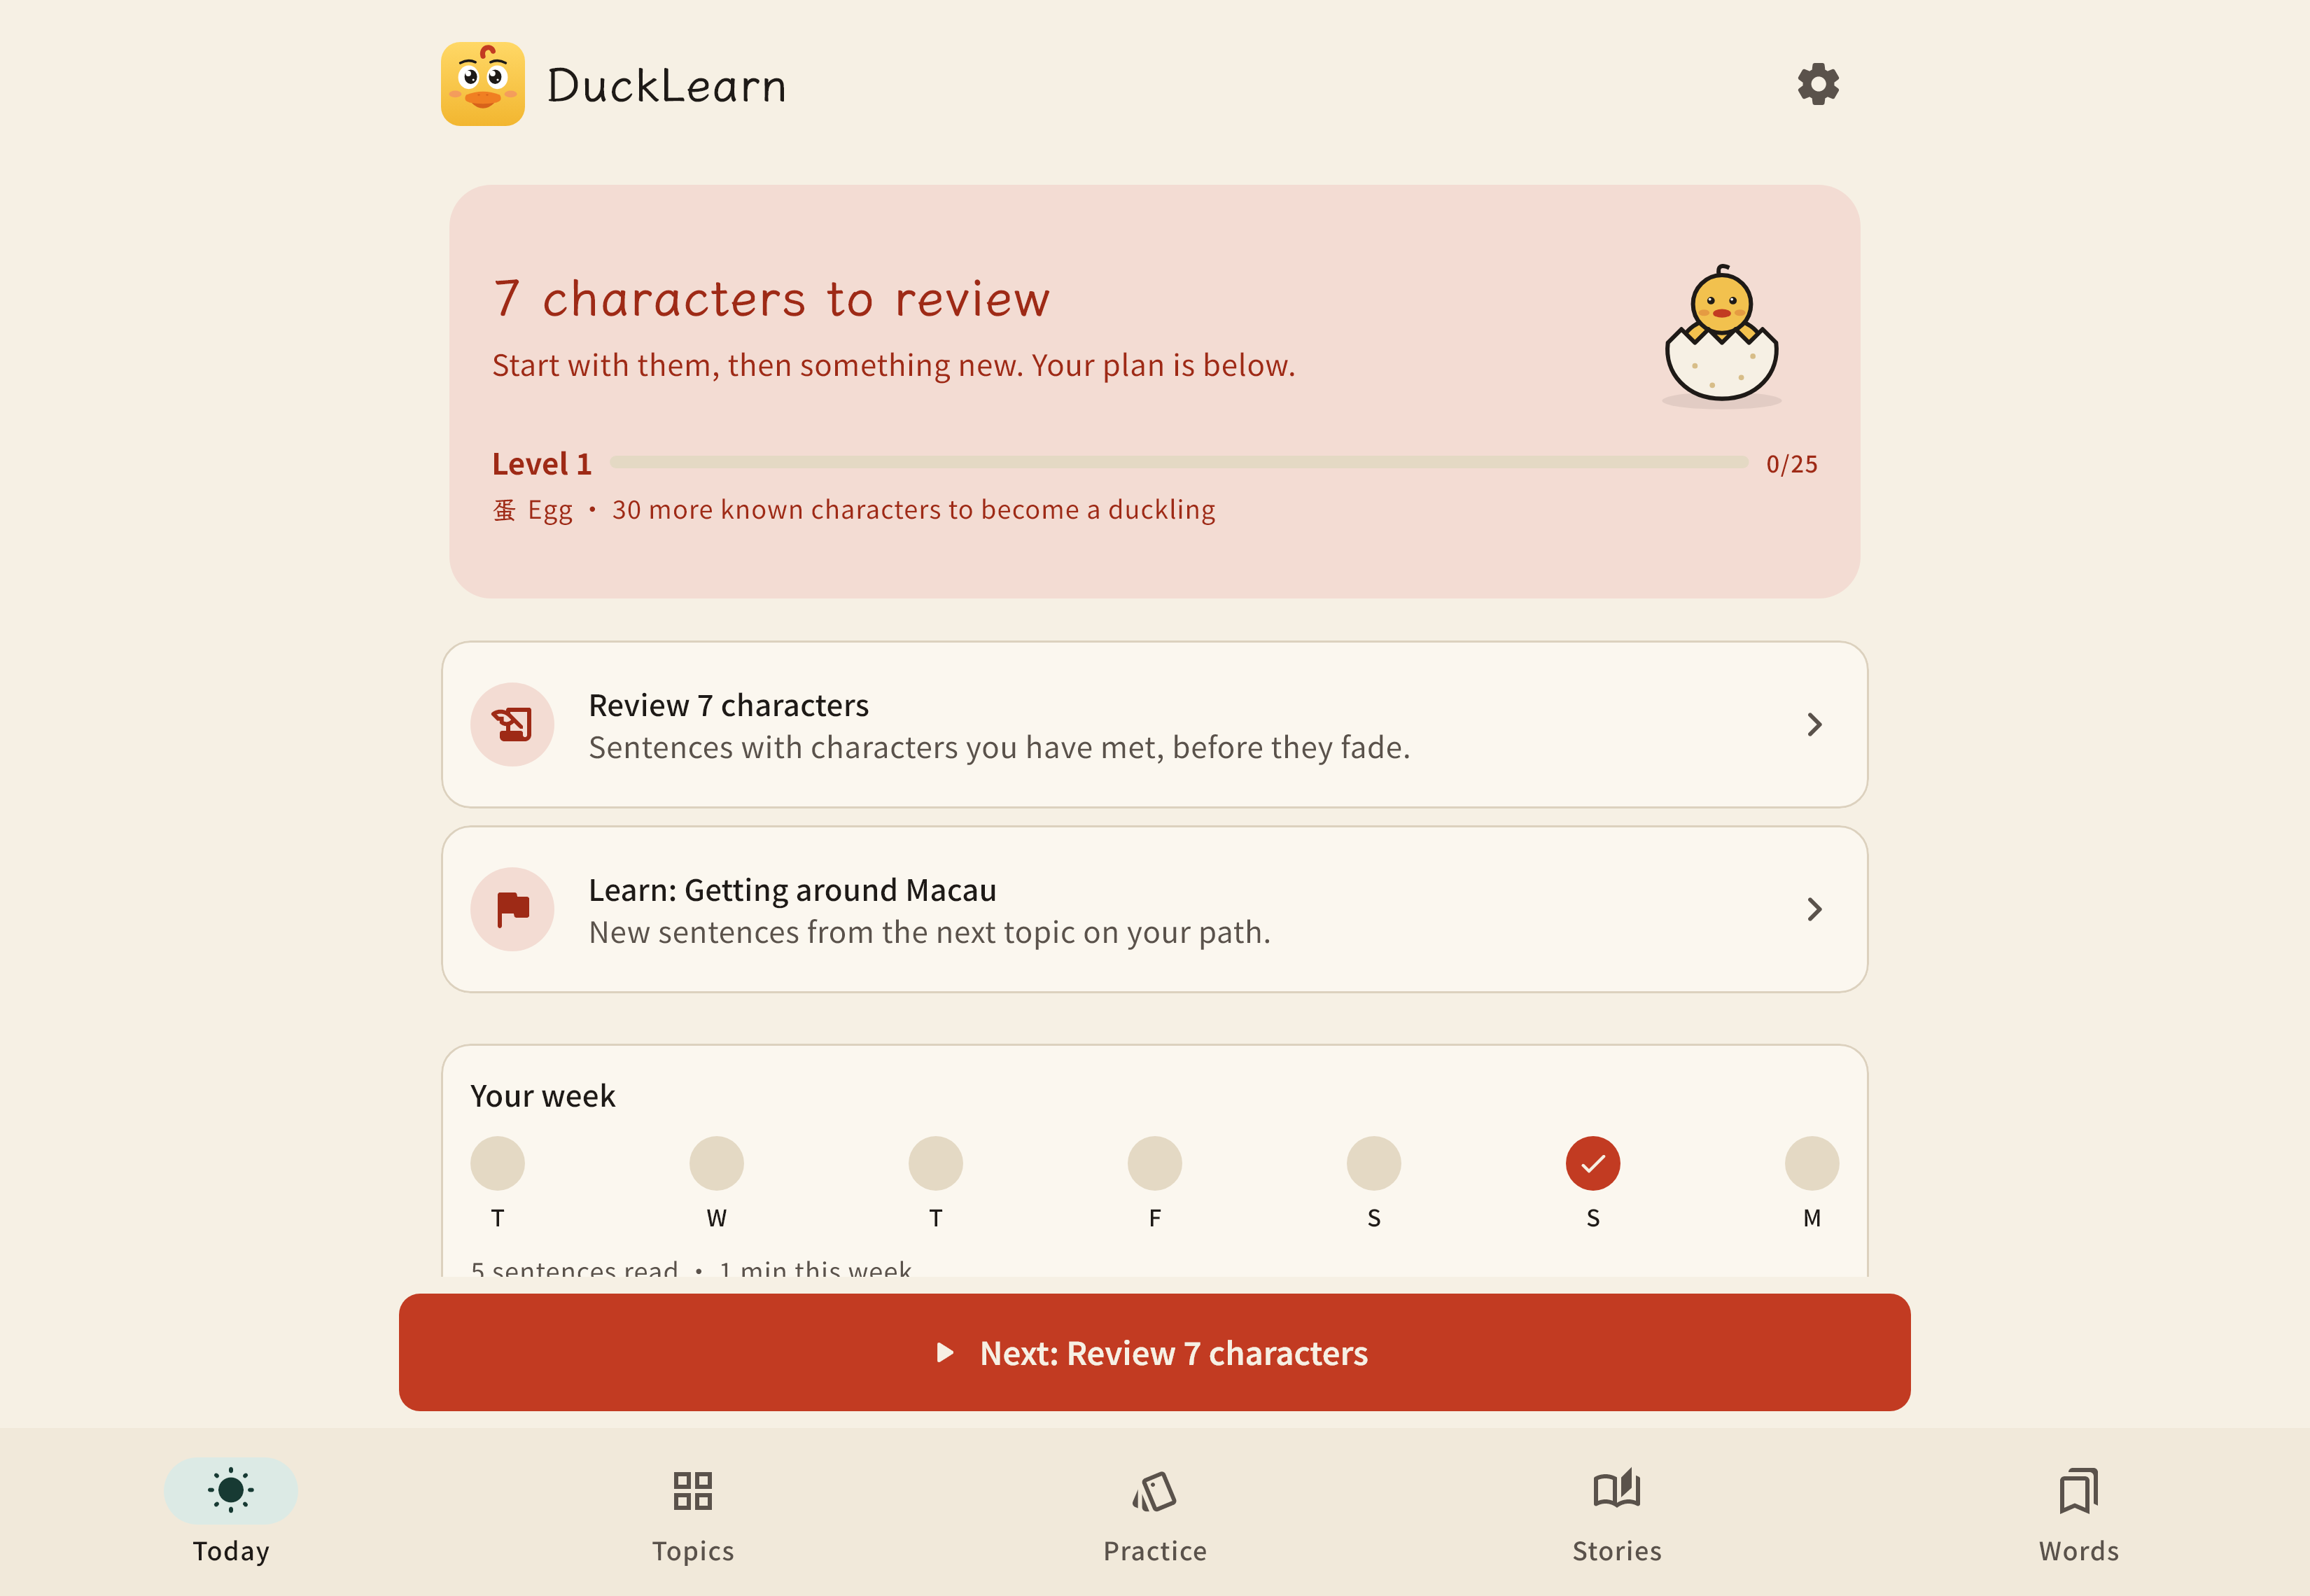 DuckLearn
7 characters to review
Start with them, then something new. Your plan is below.
Level 1
0/25
蛋 Egg • 30 more known characters to become a duckling
Review 7 characters
Sentences with characters you have met, before they fade.
Learn: Getting around Macau
New sentences from the next topic on your path.
Your week
T W T F S S M
5 sentences read • 1 min this week
Next: Review 7 characters
Today Topics Practice Stories Words